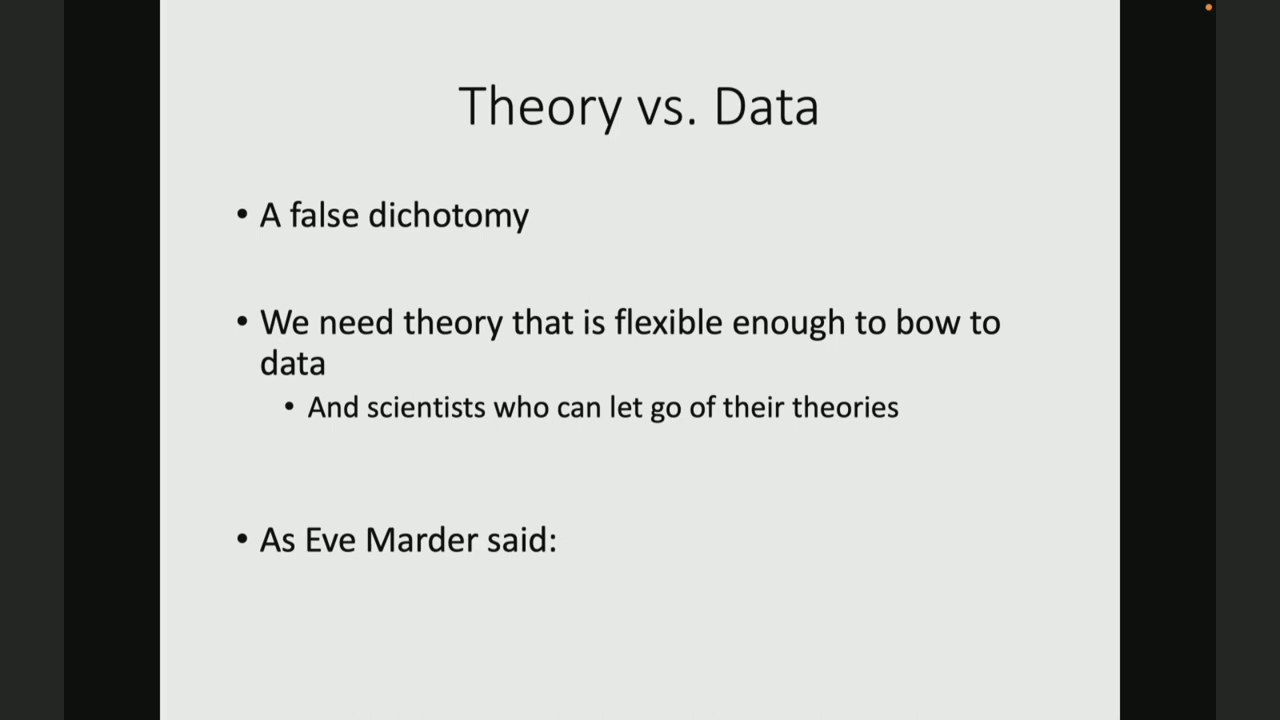 Theory vs. Data
• A false dichotomy
• We need theory that is flexible enough to bow to
data
• And scientists who can let go of their theories
• As Eve Marder said: